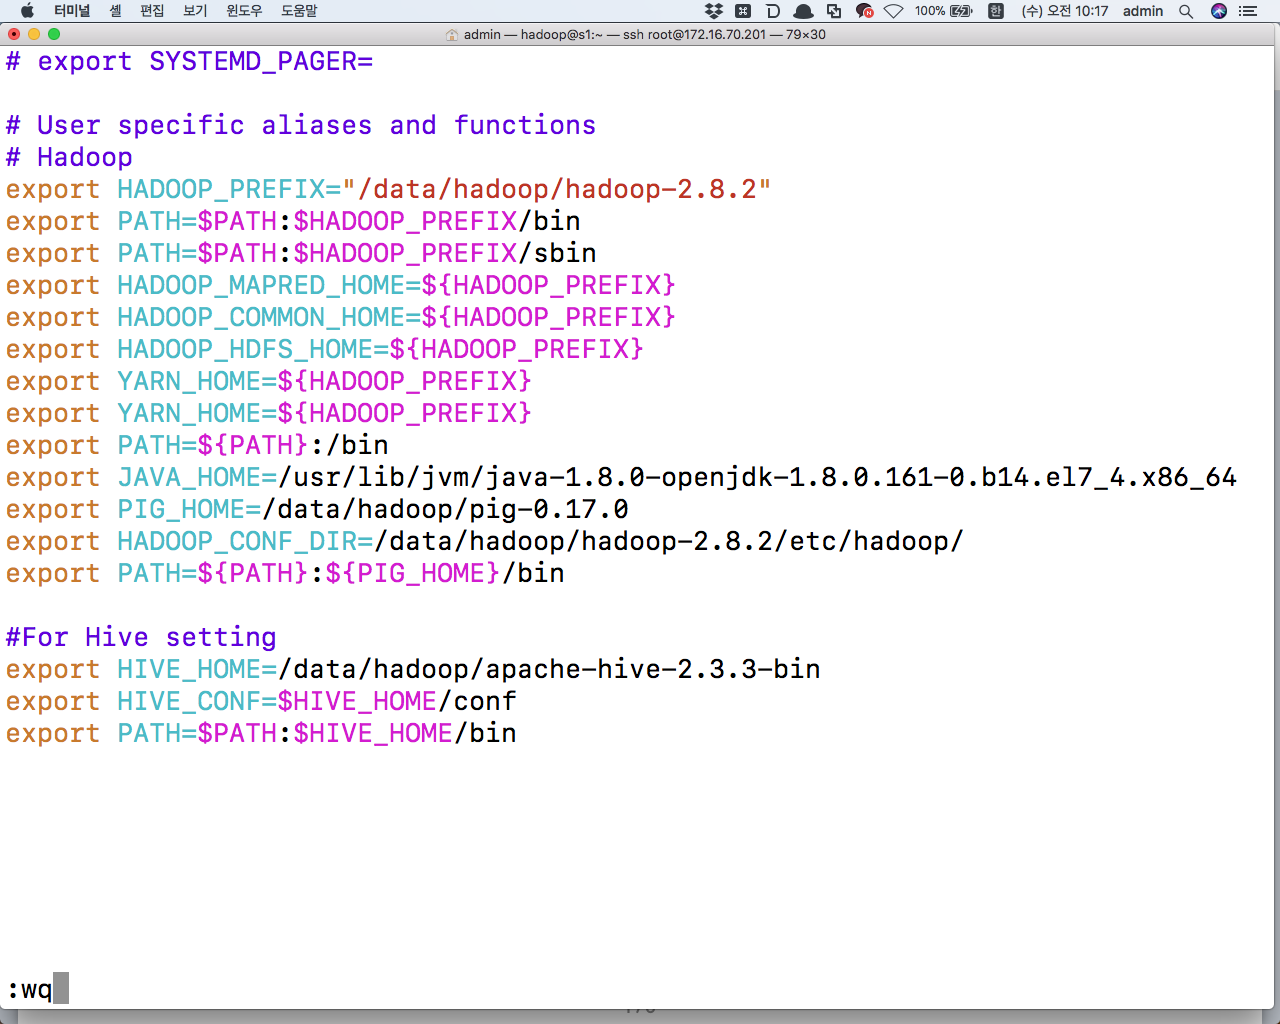 터미널 셸 편집 보기 윈도우 도움말 100% 한 (수) 오전 10:17 admin
admin — hadoop@s1:~ — ssh root@172.16.70.201 — 79×30
# export SYSTEMD_PAGER=
# User specific aliases and functions
# Hadoop
export HADOOP_PREFIX="/data/hadoop/hadoop-2.8.2"
export PATH=$PATH:$HADOOP_PREFIX/bin
export PATH=$PATH:$HADOOP_PREFIX/sbin
export HADOOP_MAPRED_HOME=${HADOOP_PREFIX}
export HADOOP_COMMON_HOME=${HADOOP_PREFIX}
export HADOOP_HDFS_HOME=${HADOOP_PREFIX}
export YARN_HOME=${HADOOP_PREFIX}
export YARN_HOME=${HADOOP_PREFIX}
export PATH=${PATH}:/bin
export JAVA_HOME=/usr/lib/jvm/java-1.8.0-openjdk-1.8.0.161-0.b14.el7_4.x86_64
export PIG_HOME=/data/hadoop/pig-0.17.0
export HADOOP_CONF_DIR=/data/hadoop/hadoop-2.8.2/etc/hadoop/
export PATH=${PATH}:${PIG_HOME}/bin
#For Hive setting
export HIVE_HOME=/data/hadoop/apache-hive-2.3.3-bin
export HIVE_CONF=$HIVE_HOME/conf
export PATH=$PATH:$HIVE_HOME/bin
:wq